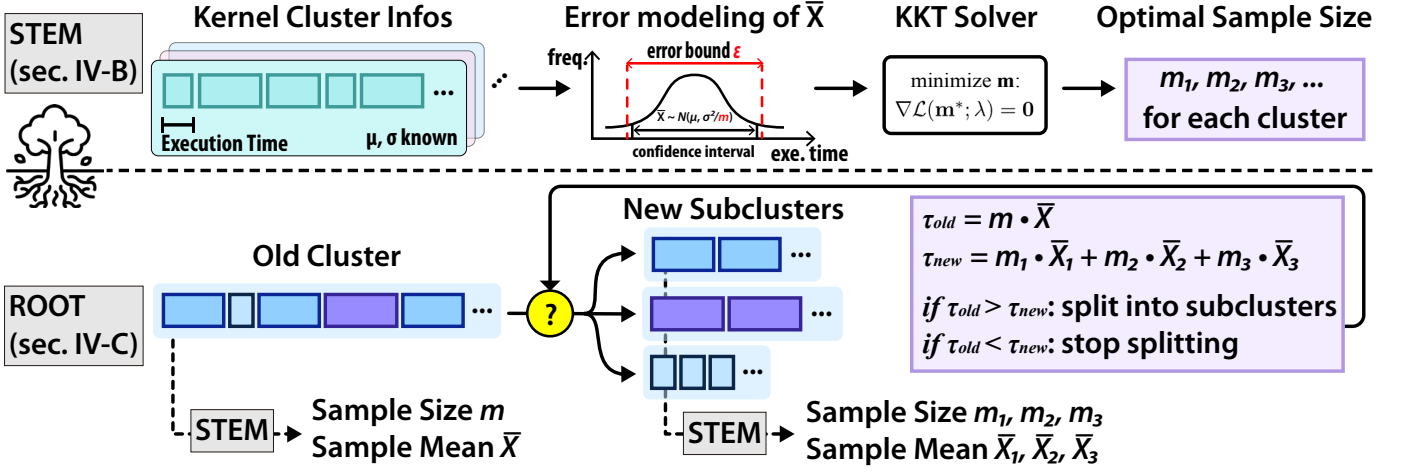 STEM
(sec. IV-B)
Kernel Cluster Infos
Execution Time
μ, σ known
...
Error modeling of X̅
freq.
error bound ε
X̅ ~ N(μ, σ²/m)
confidence interval
exe. time
KKT Solver
minimize m:
∇ℒ(m*; λ) = 0
Optimal Sample Size
m₁, m₂, m₃, ...
for each cluster
ROOT
(sec. IV-C)
Old Cluster
...
?
New Subclusters
...
...
...
τold = m • X̅
τnew = m₁ • X̅₁ + m₂ • X̅₂ + m₃ • X̅₃
if τold > τnew: split into subclusters
if τold < τnew: stop splitting
STEM
Sample Size m
Sample Mean X̅
STEM
Sample Size m₁, m₂, m₃
Sample Mean X̅₁, X̅₂, X̅₃